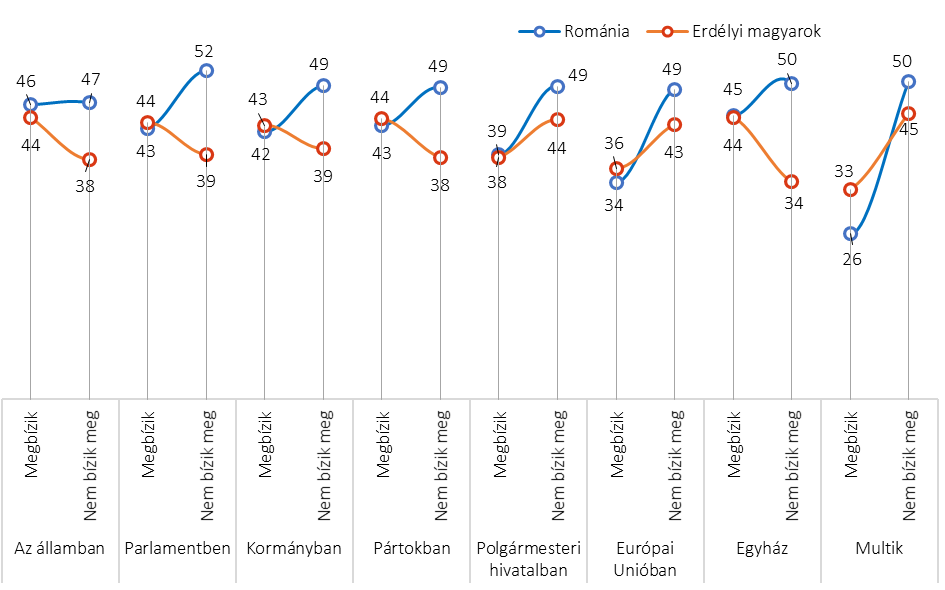 Románia
Erdélyi magyarok
46
47
44
38
44
52
43
39
43
49
42
39
44
49
43
38
39
49
38
44
36
49
34
43
45
50
44
34
33
50
26
45
Megbízik
Nem bízik meg
Megbízik
Nem bízik meg
Megbízik
Nem bízik meg
Megbízik
Nem bízik meg
Megbízik
Nem bízik meg
Megbízik
Nem bízik meg
Megbízik
Nem bízik meg
Megbízik
Nem bízik meg
Az államban
Parlamentben
Kormányban
Pártokban
Polgármesteri
hivatalban
Európai
Unióban
Egyház
Multik